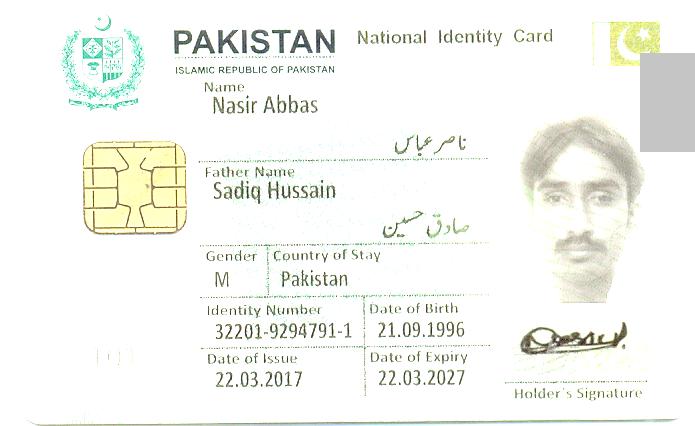 PAKISTAN National Identity Card
ISLAMIC REPUBLIC OF PAKISTAN
Name
Nasir Abbas
ناصر عباس
Father Name
Sadiq Hussain
صادق حسین
Gender Country of Stay
M Pakistan
Identity Number Date of Birth
32201-9294791-1 21.09.1996
Date of Issue Date of Expiry
22.03.2017 22.03.2027
Holder's Signature